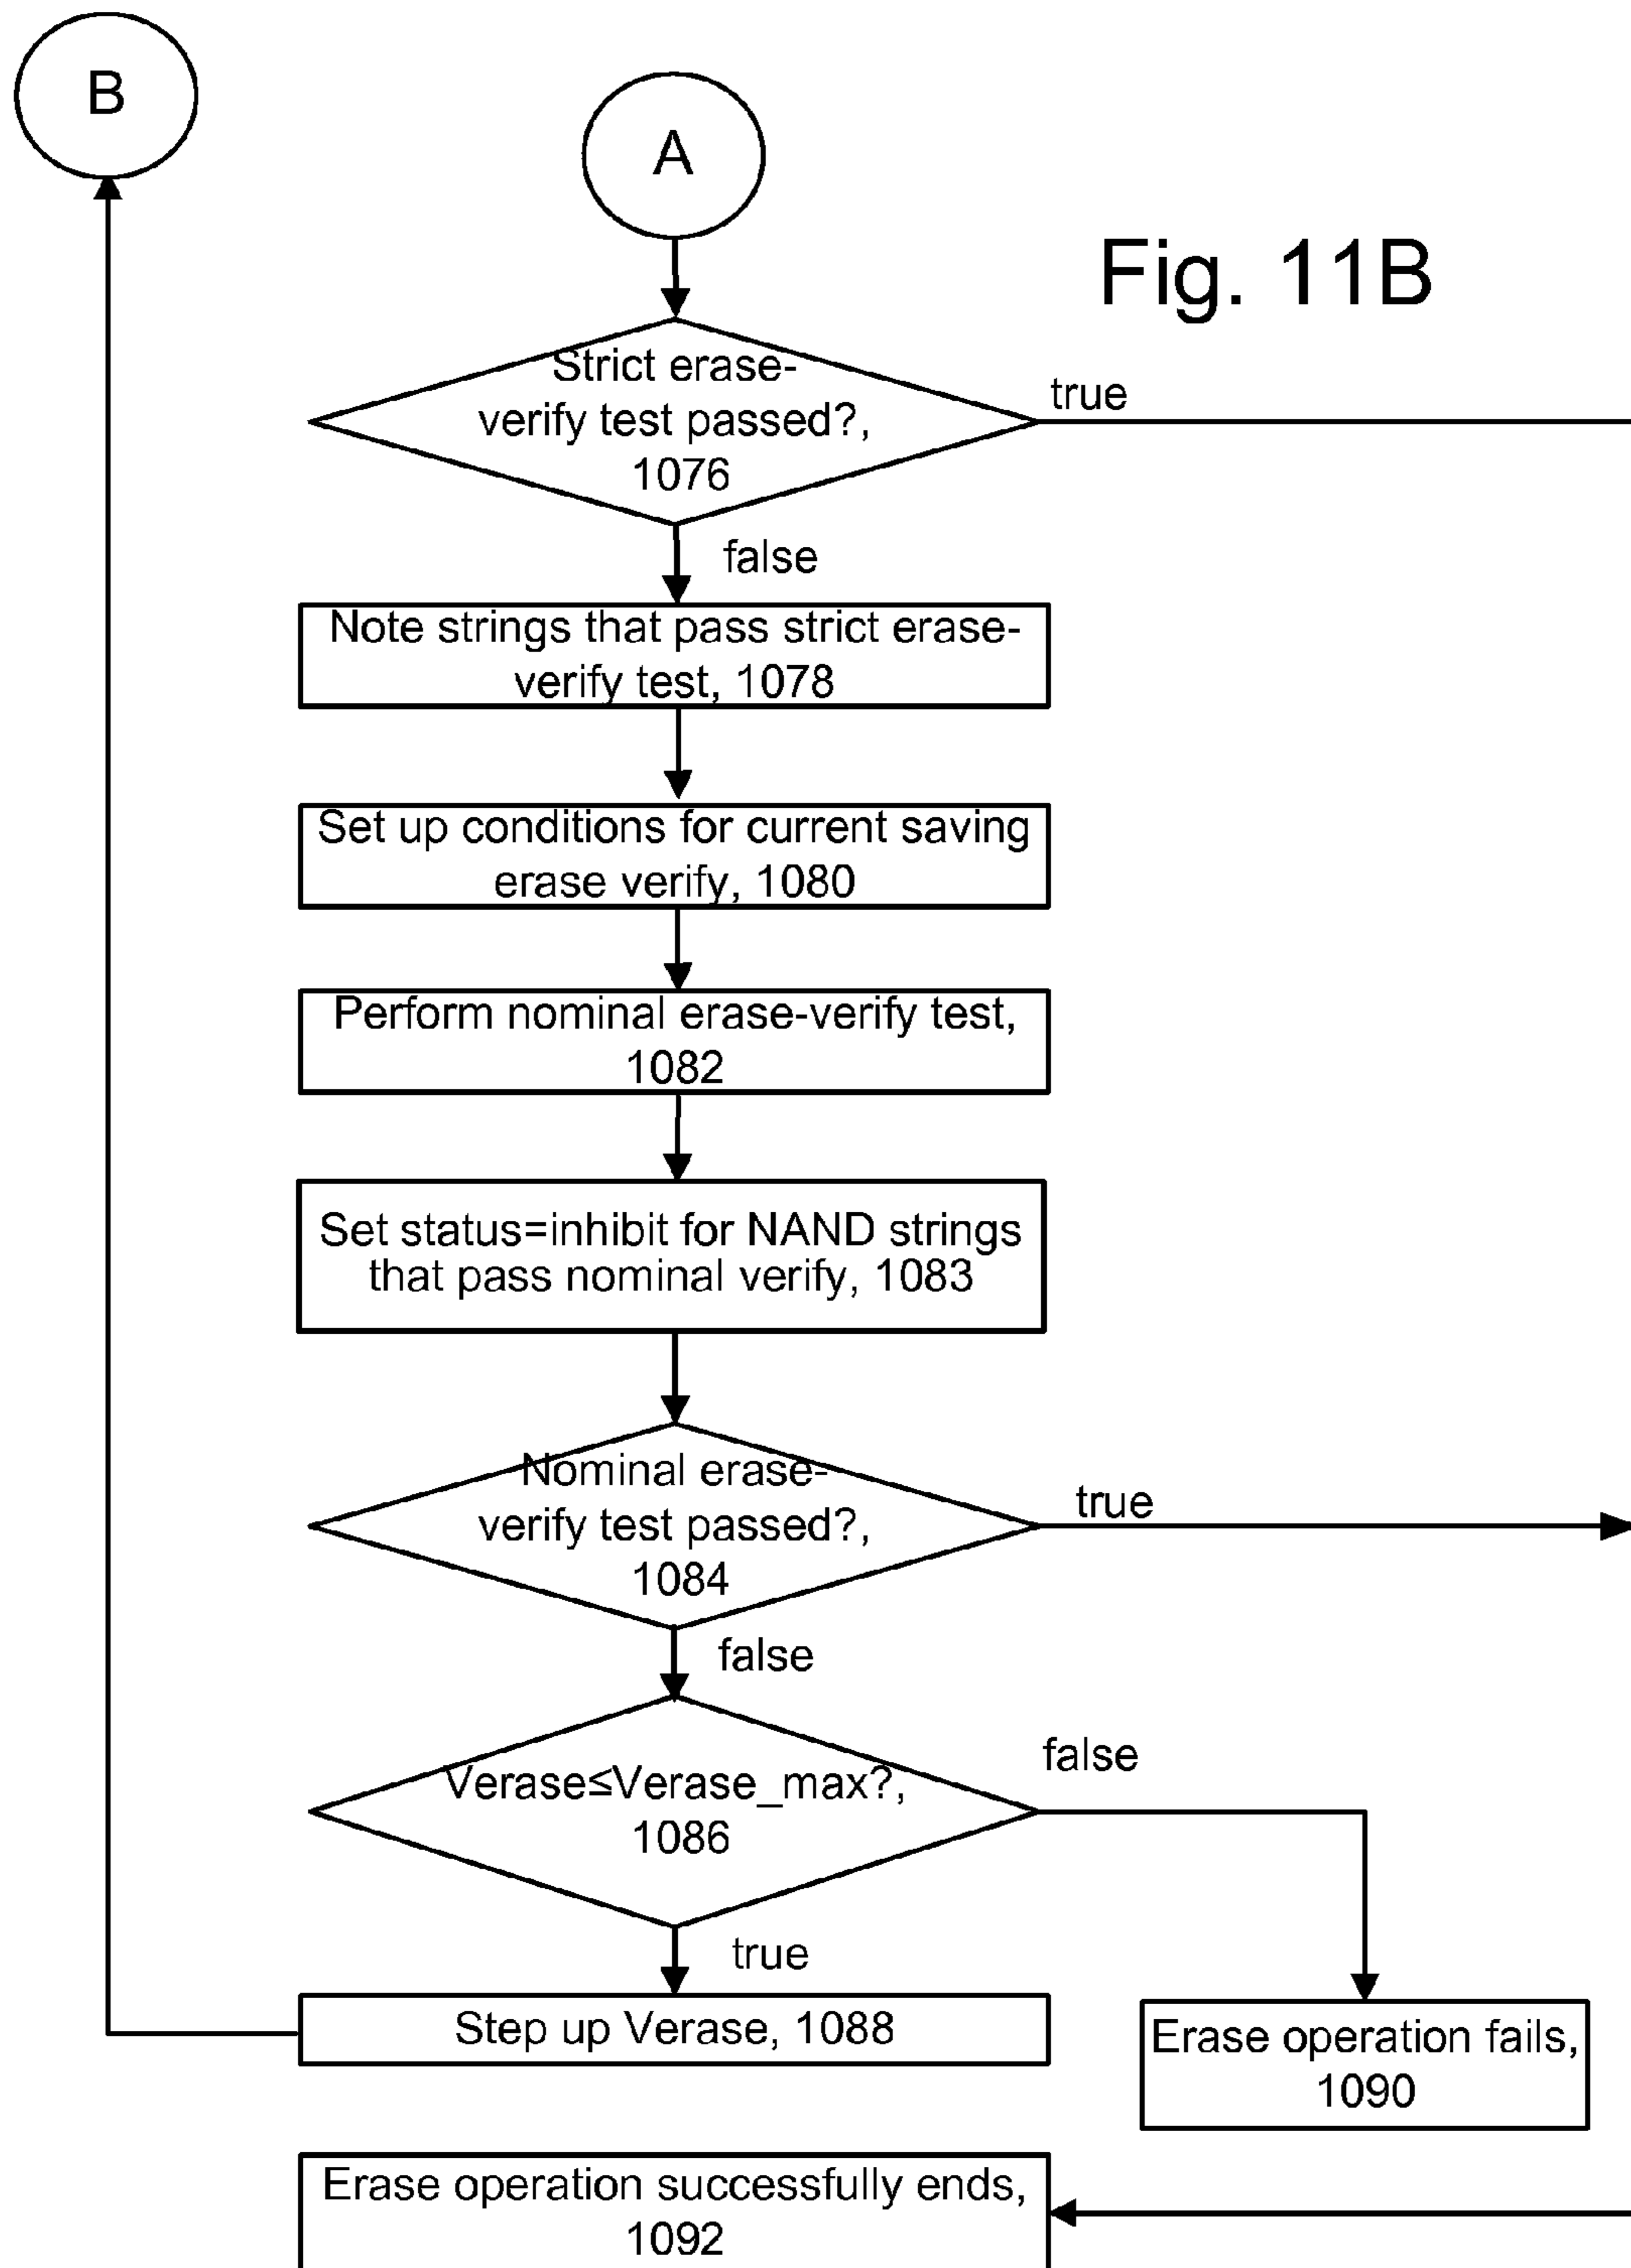 B
A
Fig. 11B
Strict erase-
verify test passed?,
1076
true
false
Note strings that pass strict erase-
verify test, 1078
Set up conditions for current saving
erase verify, 1080
Perform nominal erase-verify test,
1082
Set status=inhibit for NAND strings
that pass nominal verify, 1083
Nominal erase-
verify test passed?,
1084
true
false
Verase≤Verase_max?,
1086
false
true
Step up Verase, 1088
Erase operation fails,
1090
Erase operation successfully ends,
1092